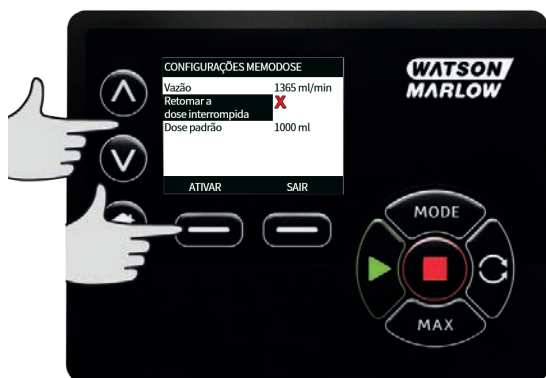 CONFIGURAÇÕES MEMODOSE
WATSON
MARLOW
Vazão 1365 ml/min
Retomar a X
dose interrompida
Dose padrão 1000 ml
ATIVAR SAIR
MODE
MAX